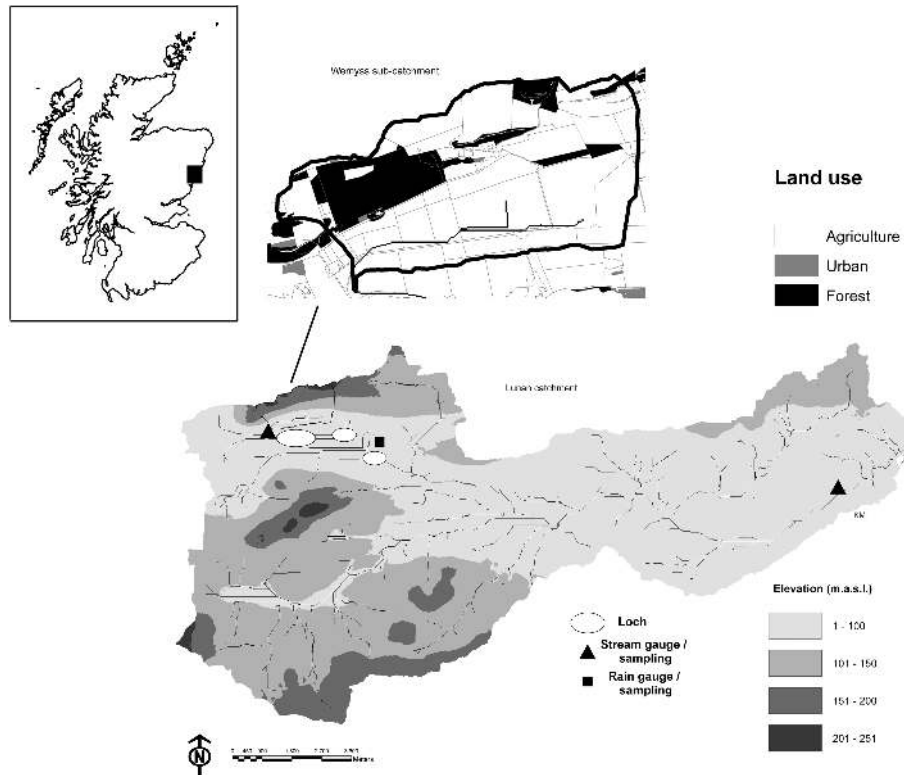 Wemyss sub-catchment
Land use
Agriculture
Urban
Forest
Lunan catchment
KM
Elevation (m.a.s.l.)
Loch
1 - 100
Stream gauge /
sampling
101 - 150
Rain gauge /
sampling
151 - 200
201 - 251
N
Meters